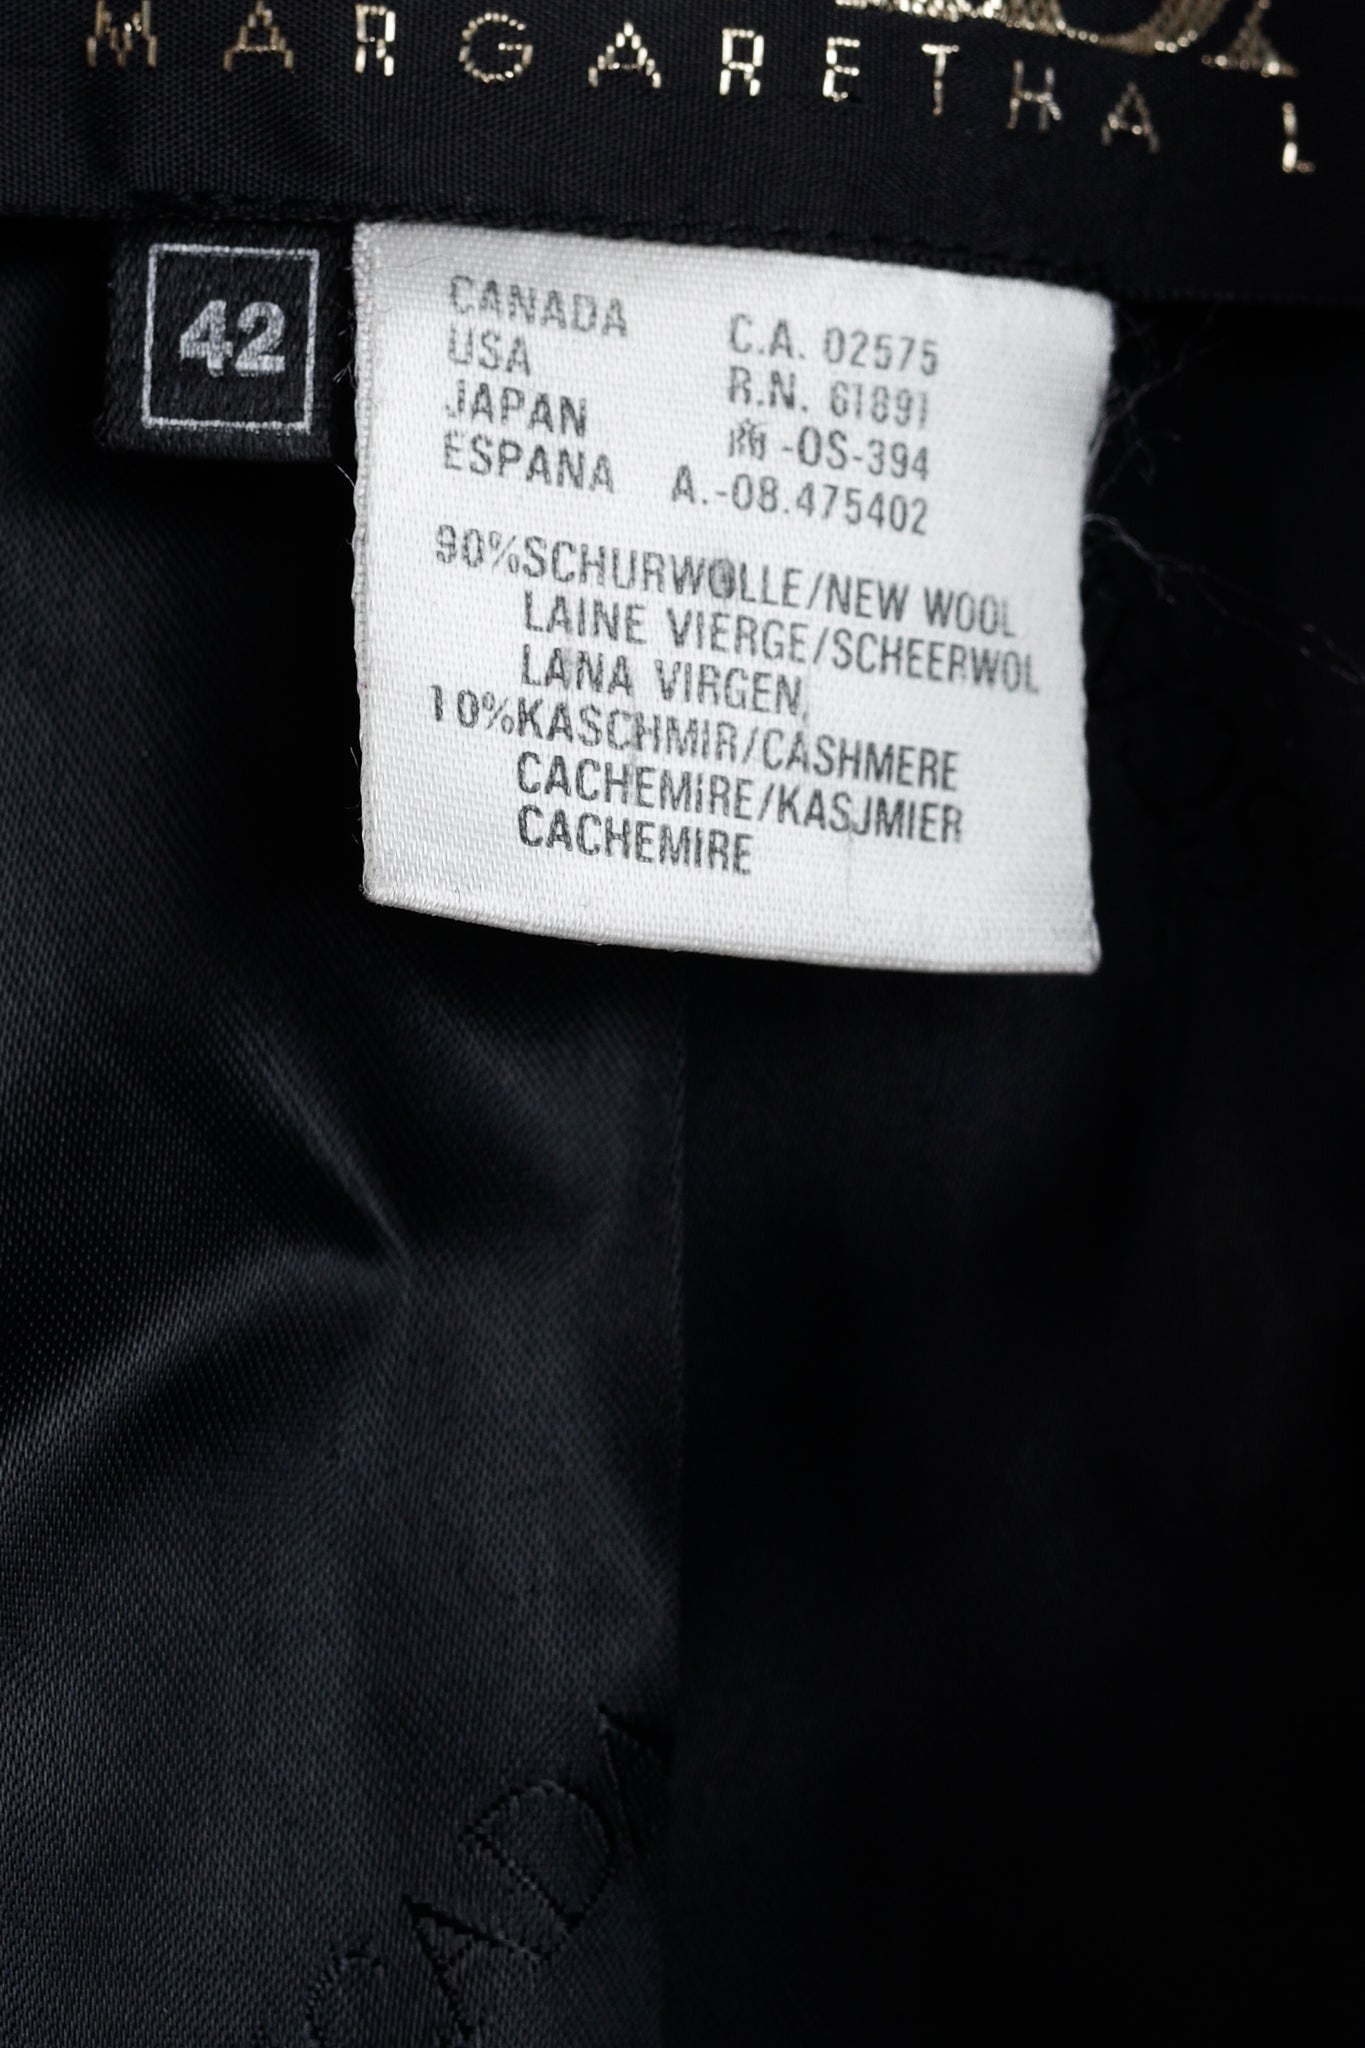 MARGARETHA L
42
CANADA C.A. 02575
USA R.N. 61891
JAPAN -OS-394
ESPANA A.-08.475402
90%SCHURWOLLE/NEW WOOL
LAINE VIERGE/SCHEERWOL
LANA VIRGEN
10%KASCHMIR/CASHMERE
CACHEMIRE/KASJMIER
CACHEMIRE
CADA